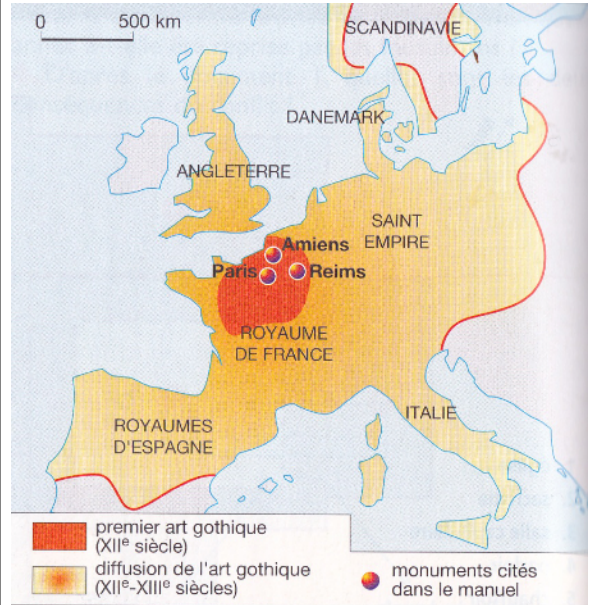 0 500 km
SCANDINAVIE
DANEMARK
ANGLETERRE
SAINT
EMPIRE
Amiens
Paris
Reims
ROYAUME
DE FRANCE
ITALIE
ROYAUMES
D'ESPAGNE
premier art gothique
(XIIe siècle)
diffusion de l'art gothique
(XIIe-XIIIe siècles)
monuments cités
dans le manuel